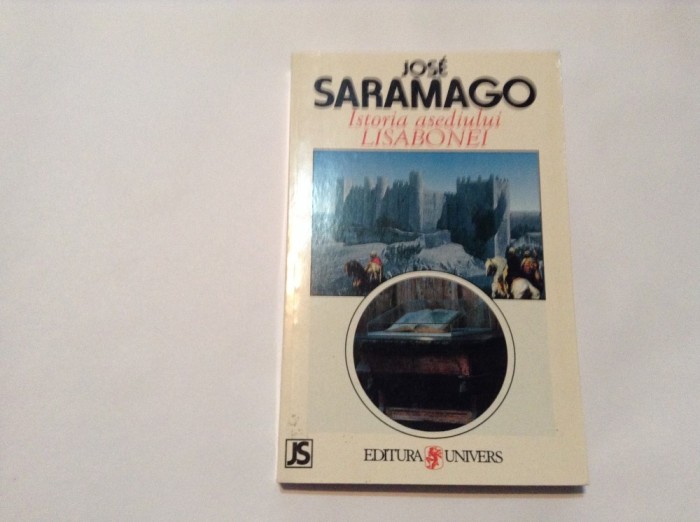 JOSÉ
SARAMAGO
Istoria asediului
LISABONEI
JS
EDITURA UNIVERS